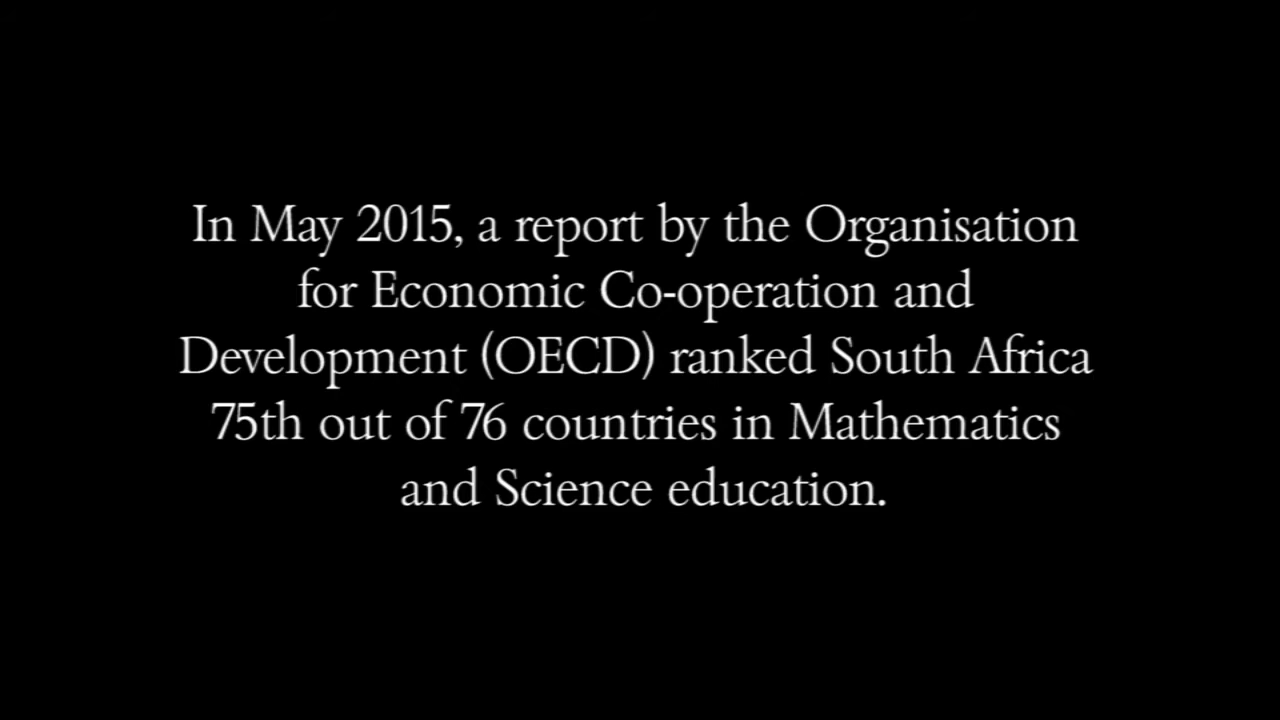 In May 2015, a report by the Organisation
for Economic Co-operation and
Development (OECD) ranked South Africa
75th out of 76 countries in Mathematics
and Science education.